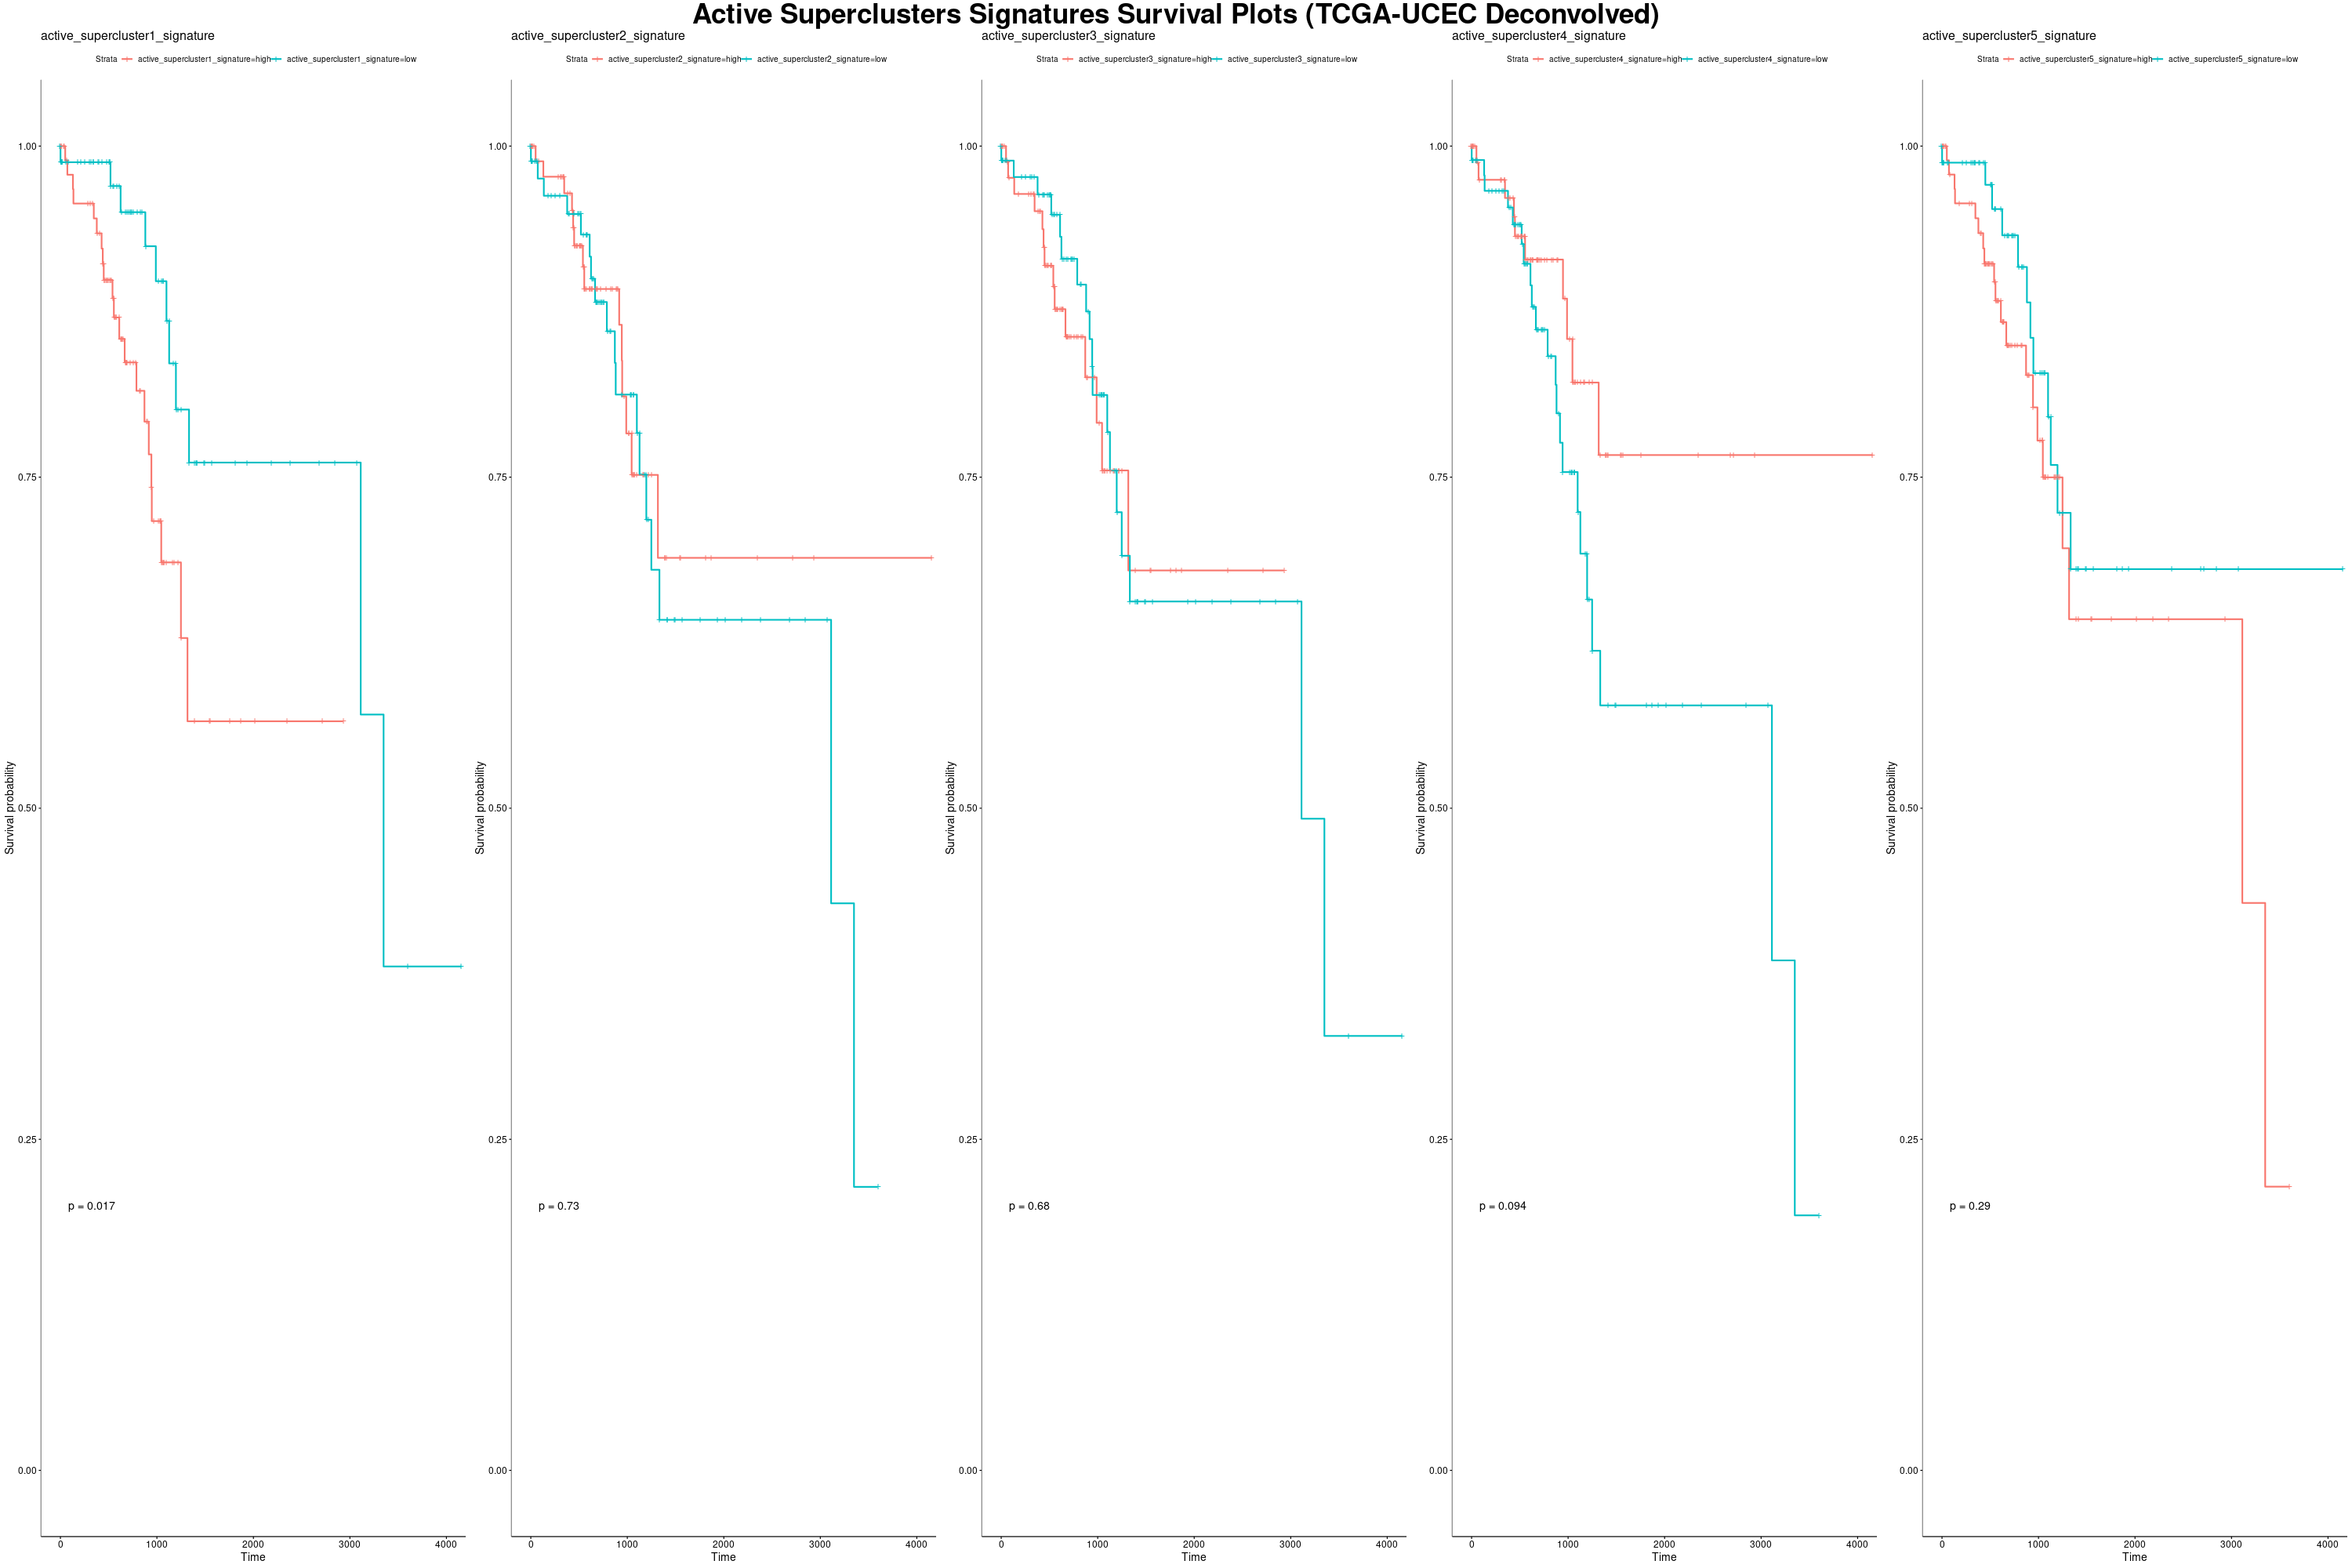 Active Superclusters Signatures Survival Plots (TCGA-UCEC Deconvolved)
active_supercluster1_signature
Strata active_supercluster1_signature=high active_supercluster1_signature=low
Survival probability
1.00
0.75
0.50
0.25
0.00
p = 0.017
0 1000 2000 3000 4000
Time
active_supercluster2_signature
Strata active_supercluster2_signature=high active_supercluster2_signature=low
Survival probability
1.00
0.75
0.50
0.25
0.00
p = 0.73
0 1000 2000 3000 4000
Time
active_supercluster3_signature
Strata active_supercluster3_signature=high active_supercluster3_signature=low
Survival probability
1.00
0.75
0.50
0.25
0.00
p = 0.68
0 1000 2000 3000 4000
Time
active_supercluster4_signature
Strata active_supercluster4_signature=high active_supercluster4_signature=low
Survival probability
1.00
0.75
0.50
0.25
0.00
p = 0.094
0 1000 2000 3000 4000
Time
active_supercluster5_signature
Strata active_supercluster5_signature=high active_supercluster5_signature=low
Survival probability
1.00
0.75
0.50
0.25
0.00
p = 0.29
0 1000 2000 3000 4000
Time